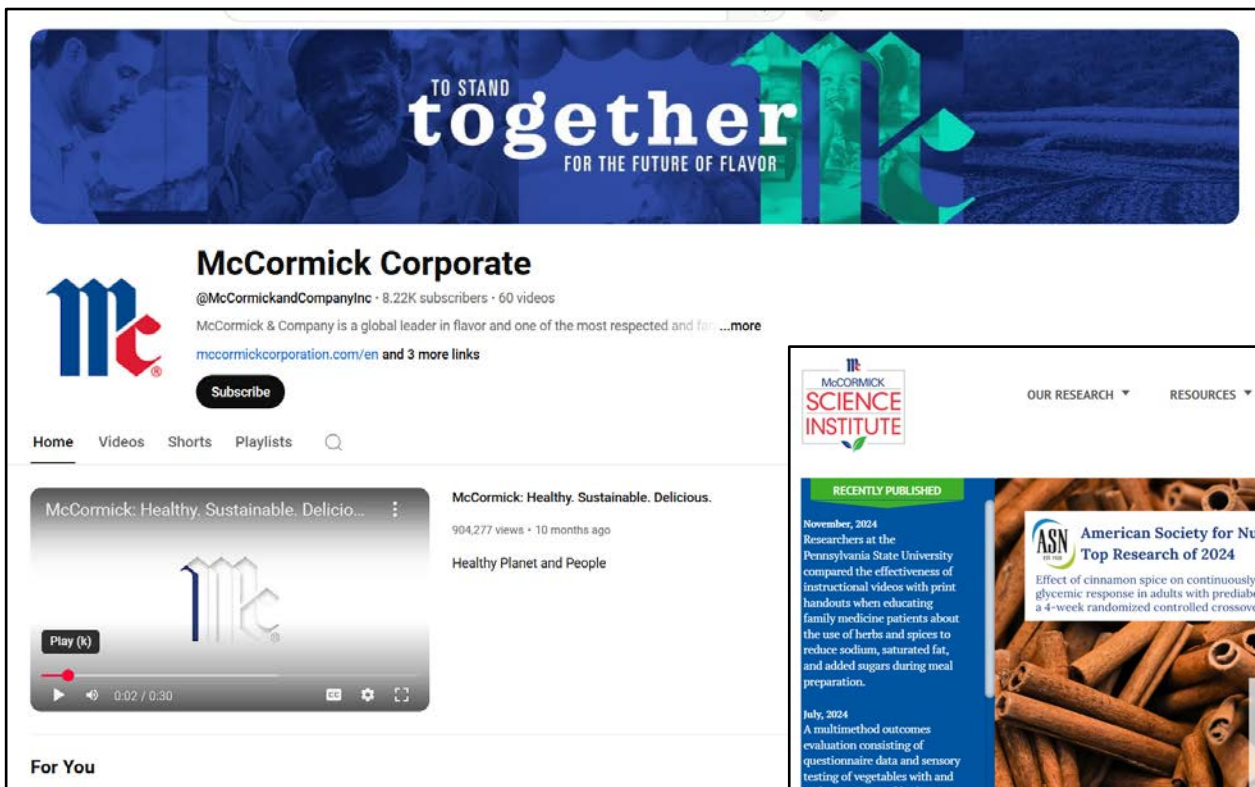 TO STAND
together
FOR THE FUTURE OF FLAVOR
Mc
McCormick Corporate
@McCormickandCompanyInc · 8.22K subscribers · 60 videos
McCormick & Company is a global leader in flavor and one of the most respected and ...more
mccormickcorporation.com/en and 3 more links
Mc®
Subscribe
Home Videos Shorts Playlists
McCormick: Healthy. Sustainable. Delicio...
Mc®
Play (k)
0:02 / 0:30
CC
McCormick: Healthy. Sustainable. Delicious.
904,277 views • 10 months ago
Healthy Planet and People
For You
Mc
McCORMICK
SCIENCE
INSTITUTE
OUR RESEARCH RESOURCES
RECENTLY PUBLISHED
November, 2024
Researchers at the
Pennsylvania State University
compared the effectiveness of
instructional videos with print
handouts when educating
family medicine patients about
the use of herbs and spices to
reduce sodium, saturated fat,
and added sugars during meal
preparation.
July, 2024
A multimethod outcomes
evaluation consisting of
questionnaire data and sensory
testing of vegetables with and
ASN
American Society for Nu
Top Research of 2024
Effect of cinnamon spice on continuously
glycemic response in adults with prediabe
a 4-week randomized controlled crossove